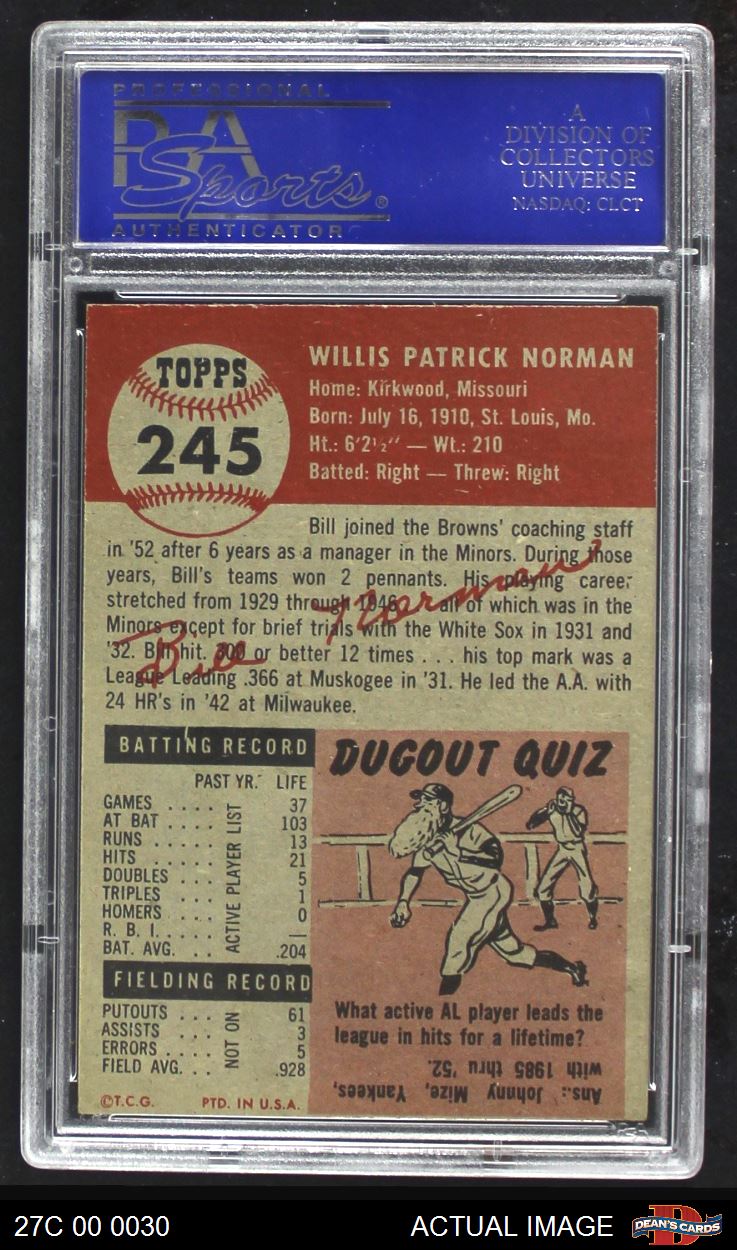 PROFESSIONAL
PSA
Sports®
AUTHENTICATOR
A
DIVISION OF
COLLECTORS
UNIVERSE
NASDAQ: CLCT
TOPPS
245
WILLIS PATRICK NORMAN
Home: Kirkwood, Missouri
Born: July 16, 1910, St. Louis, Mo.
Ht.: 6'2½" — Wt.: 210
Batted: Right — Threw: Right
Bill joined the Browns' coaching staff
in '52 after 6 years as a manager in the Minors. During those
years, Bill's teams won 2 pennants. His playing career
stretched from 1929 through 1946 . . all of which was in the
Minors except for brief trials with the White Sox in 1931 and
'32. Bill hit .300 or better 12 times . . . his top mark was a
League Leading .366 at Muskogee in '31. He led the A.A. with
24 HR's in '42 at Milwaukee.
Bill Norman
BATTING RECORD
PAST YR. LIFE
GAMES . . . . 37
AT BAT . . . . 103
RUNS . . . . 13
HITS . . . . 21
DOUBLES . . . 5
TRIPLES . . . 1
HOMERS . . . 0
R. B. I. . . . . —
BAT. AVG. . . . .204
ACTIVE PLAYER LIST
FIELDING RECORD
PUTOUTS . . . 61
ASSISTS . . . . 3
ERRORS . . . . 5
FIELD AVG. . . .928
NOT ON
©T.C.G. PTD. IN U.S.A.
DUGOUT QUIZ
What active AL player leads the
league in hits for a lifetime?
Ans.: Johnny Mize, Yankees,
with 1985 thru '52.
27C 00 0030
ACTUAL IMAGE
DEAN'S CARDS